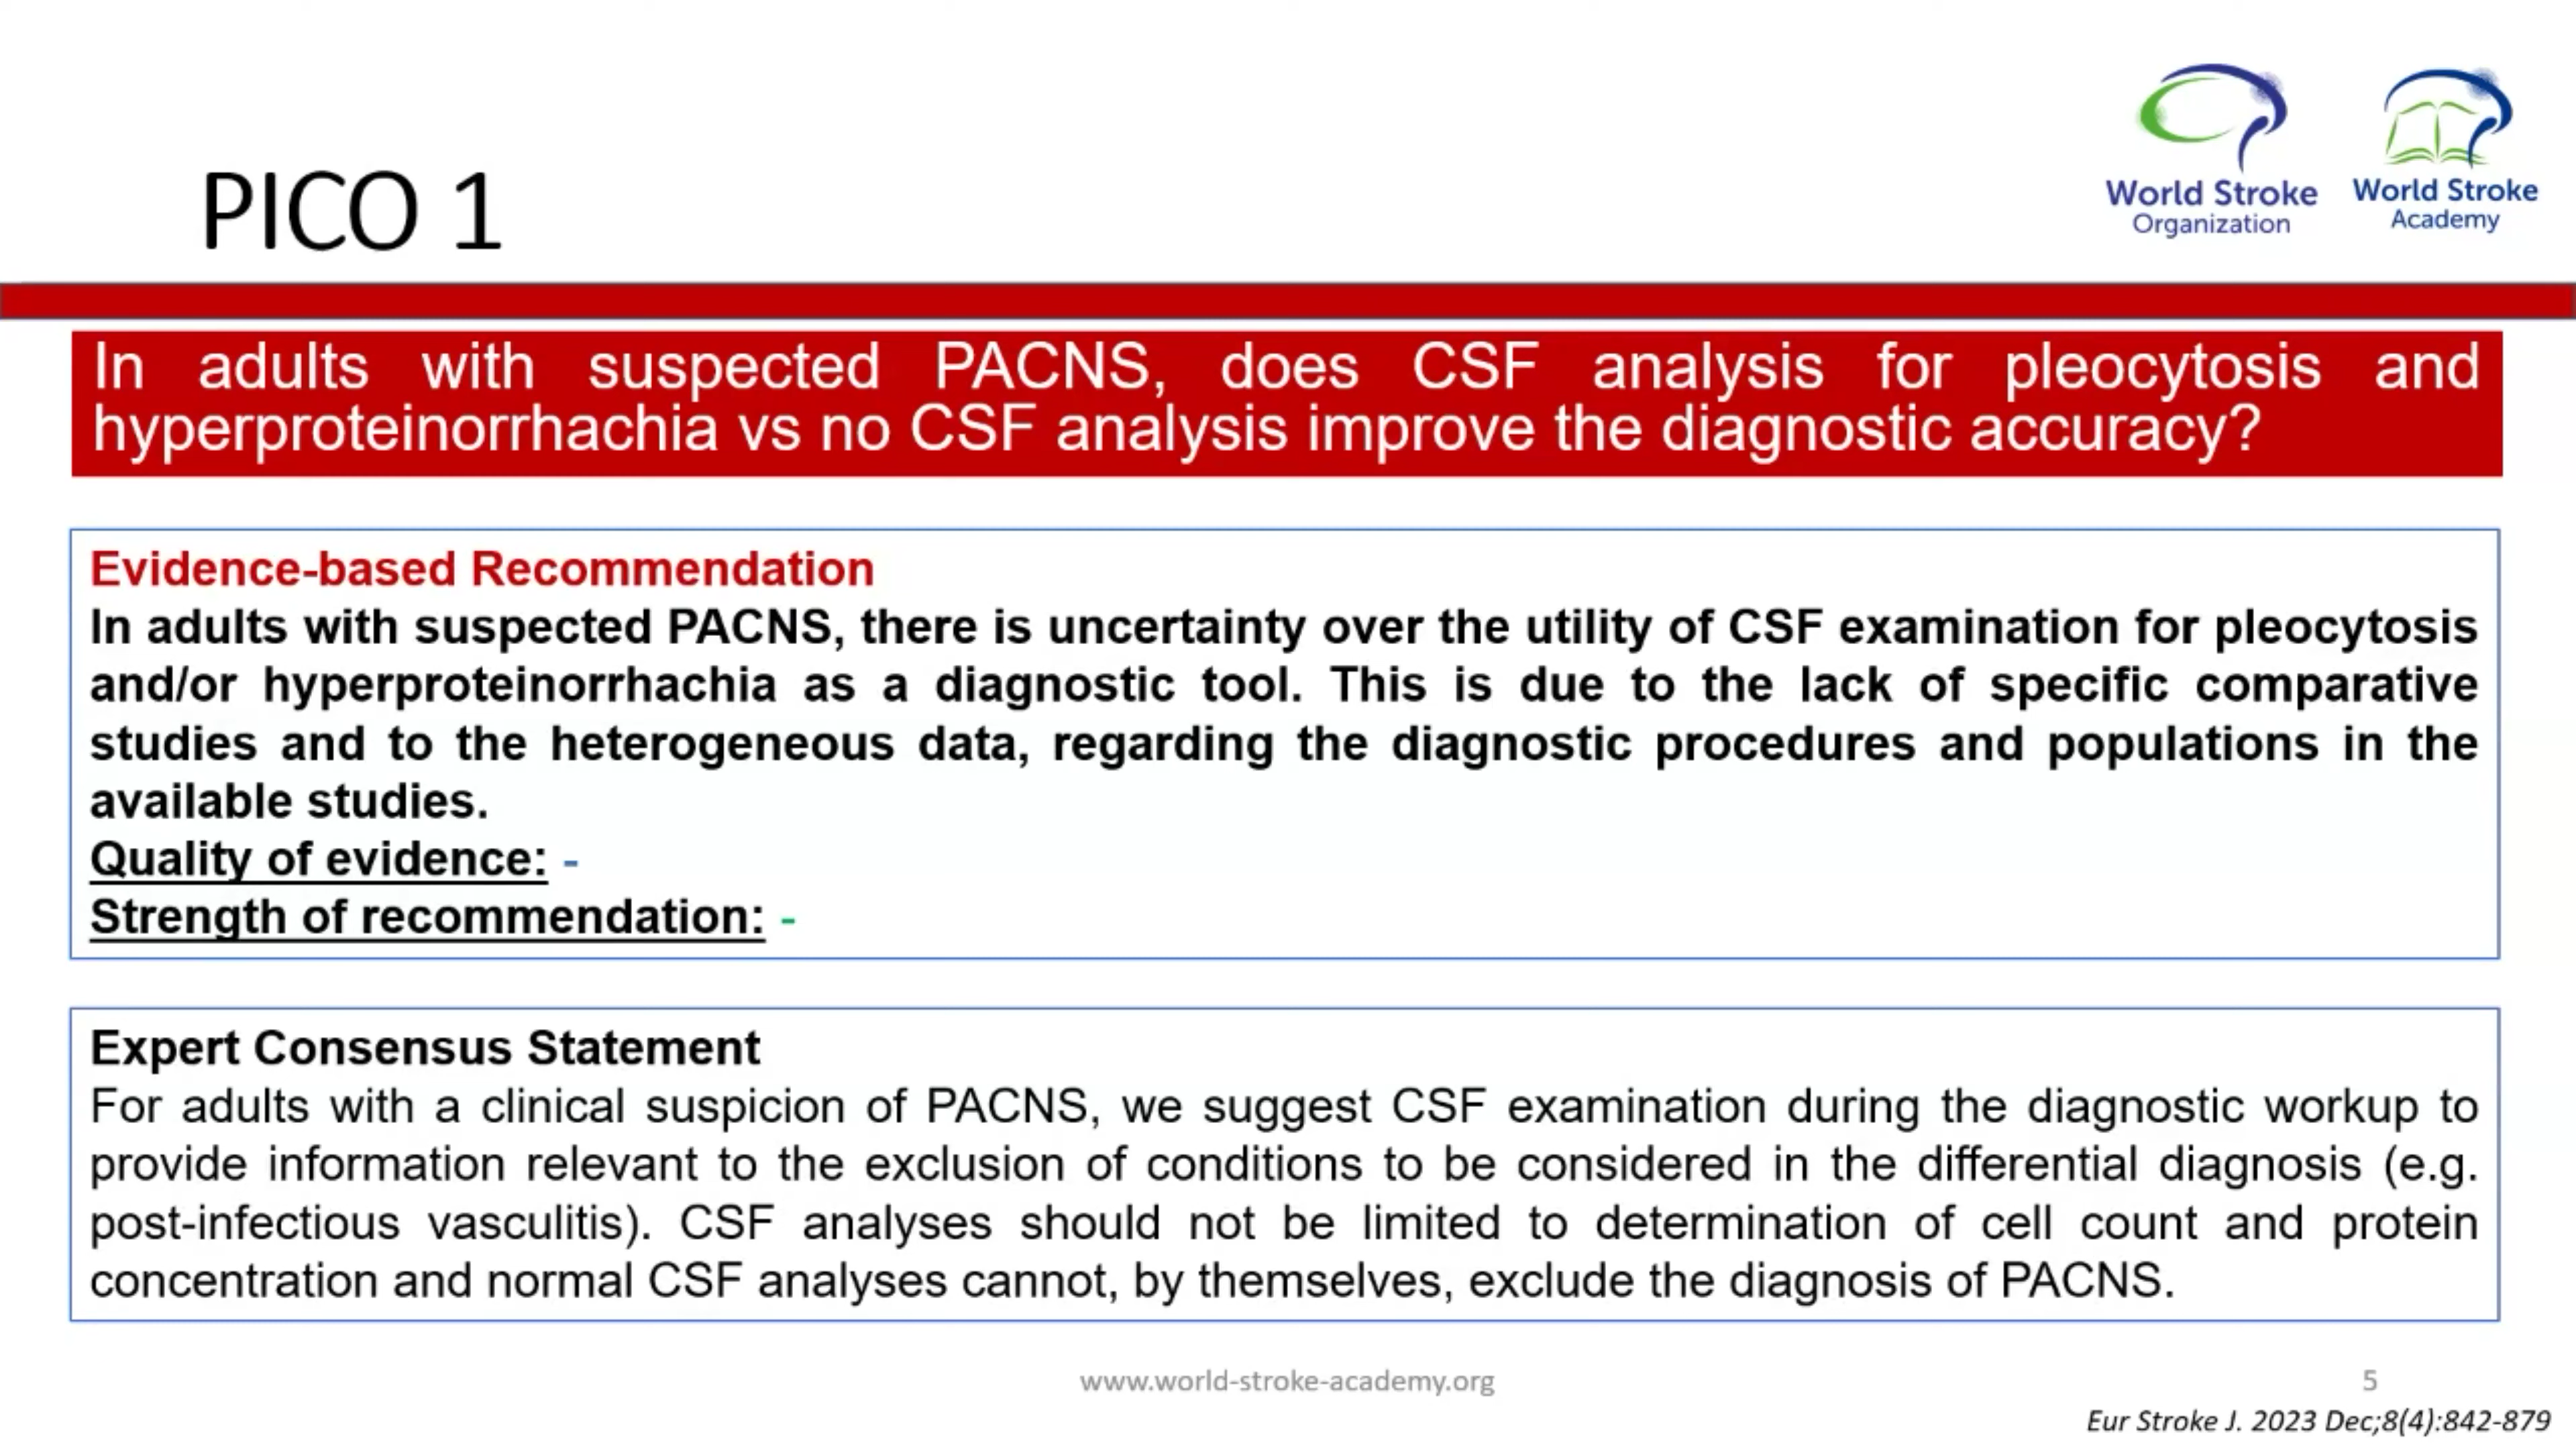 World Stroke
Organization
World Stroke
Academy
PICO 1
In adults with suspected PACNS, does CSF analysis for pleocytosis and
hyperproteinorrhachia vs no CSF analysis improve the diagnostic accuracy?
Evidence-based Recommendation
In adults with suspected PACNS, there is uncertainty over the utility of CSF examination for pleocytosis
and/or hyperproteinorrhachia as a diagnostic tool. This is due to the lack of specific comparative
studies and to the heterogeneous data, regarding the diagnostic procedures and populations in the
available studies.
Quality of evidence: -
Strength of recommendation: -
Expert Consensus Statement
For adults with a clinical suspicion of PACNS, we suggest CSF examination during the diagnostic workup to
provide information relevant to the exclusion of conditions to be considered in the differential diagnosis (e.g.
post-infectious vasculitis). CSF analyses should not be limited to determination of cell count and protein
concentration and normal CSF analyses cannot, by themselves, exclude the diagnosis of PACNS.
www.world-stroke-academy.org
5
Eur Stroke J. 2023 Dec;8(4):842-879